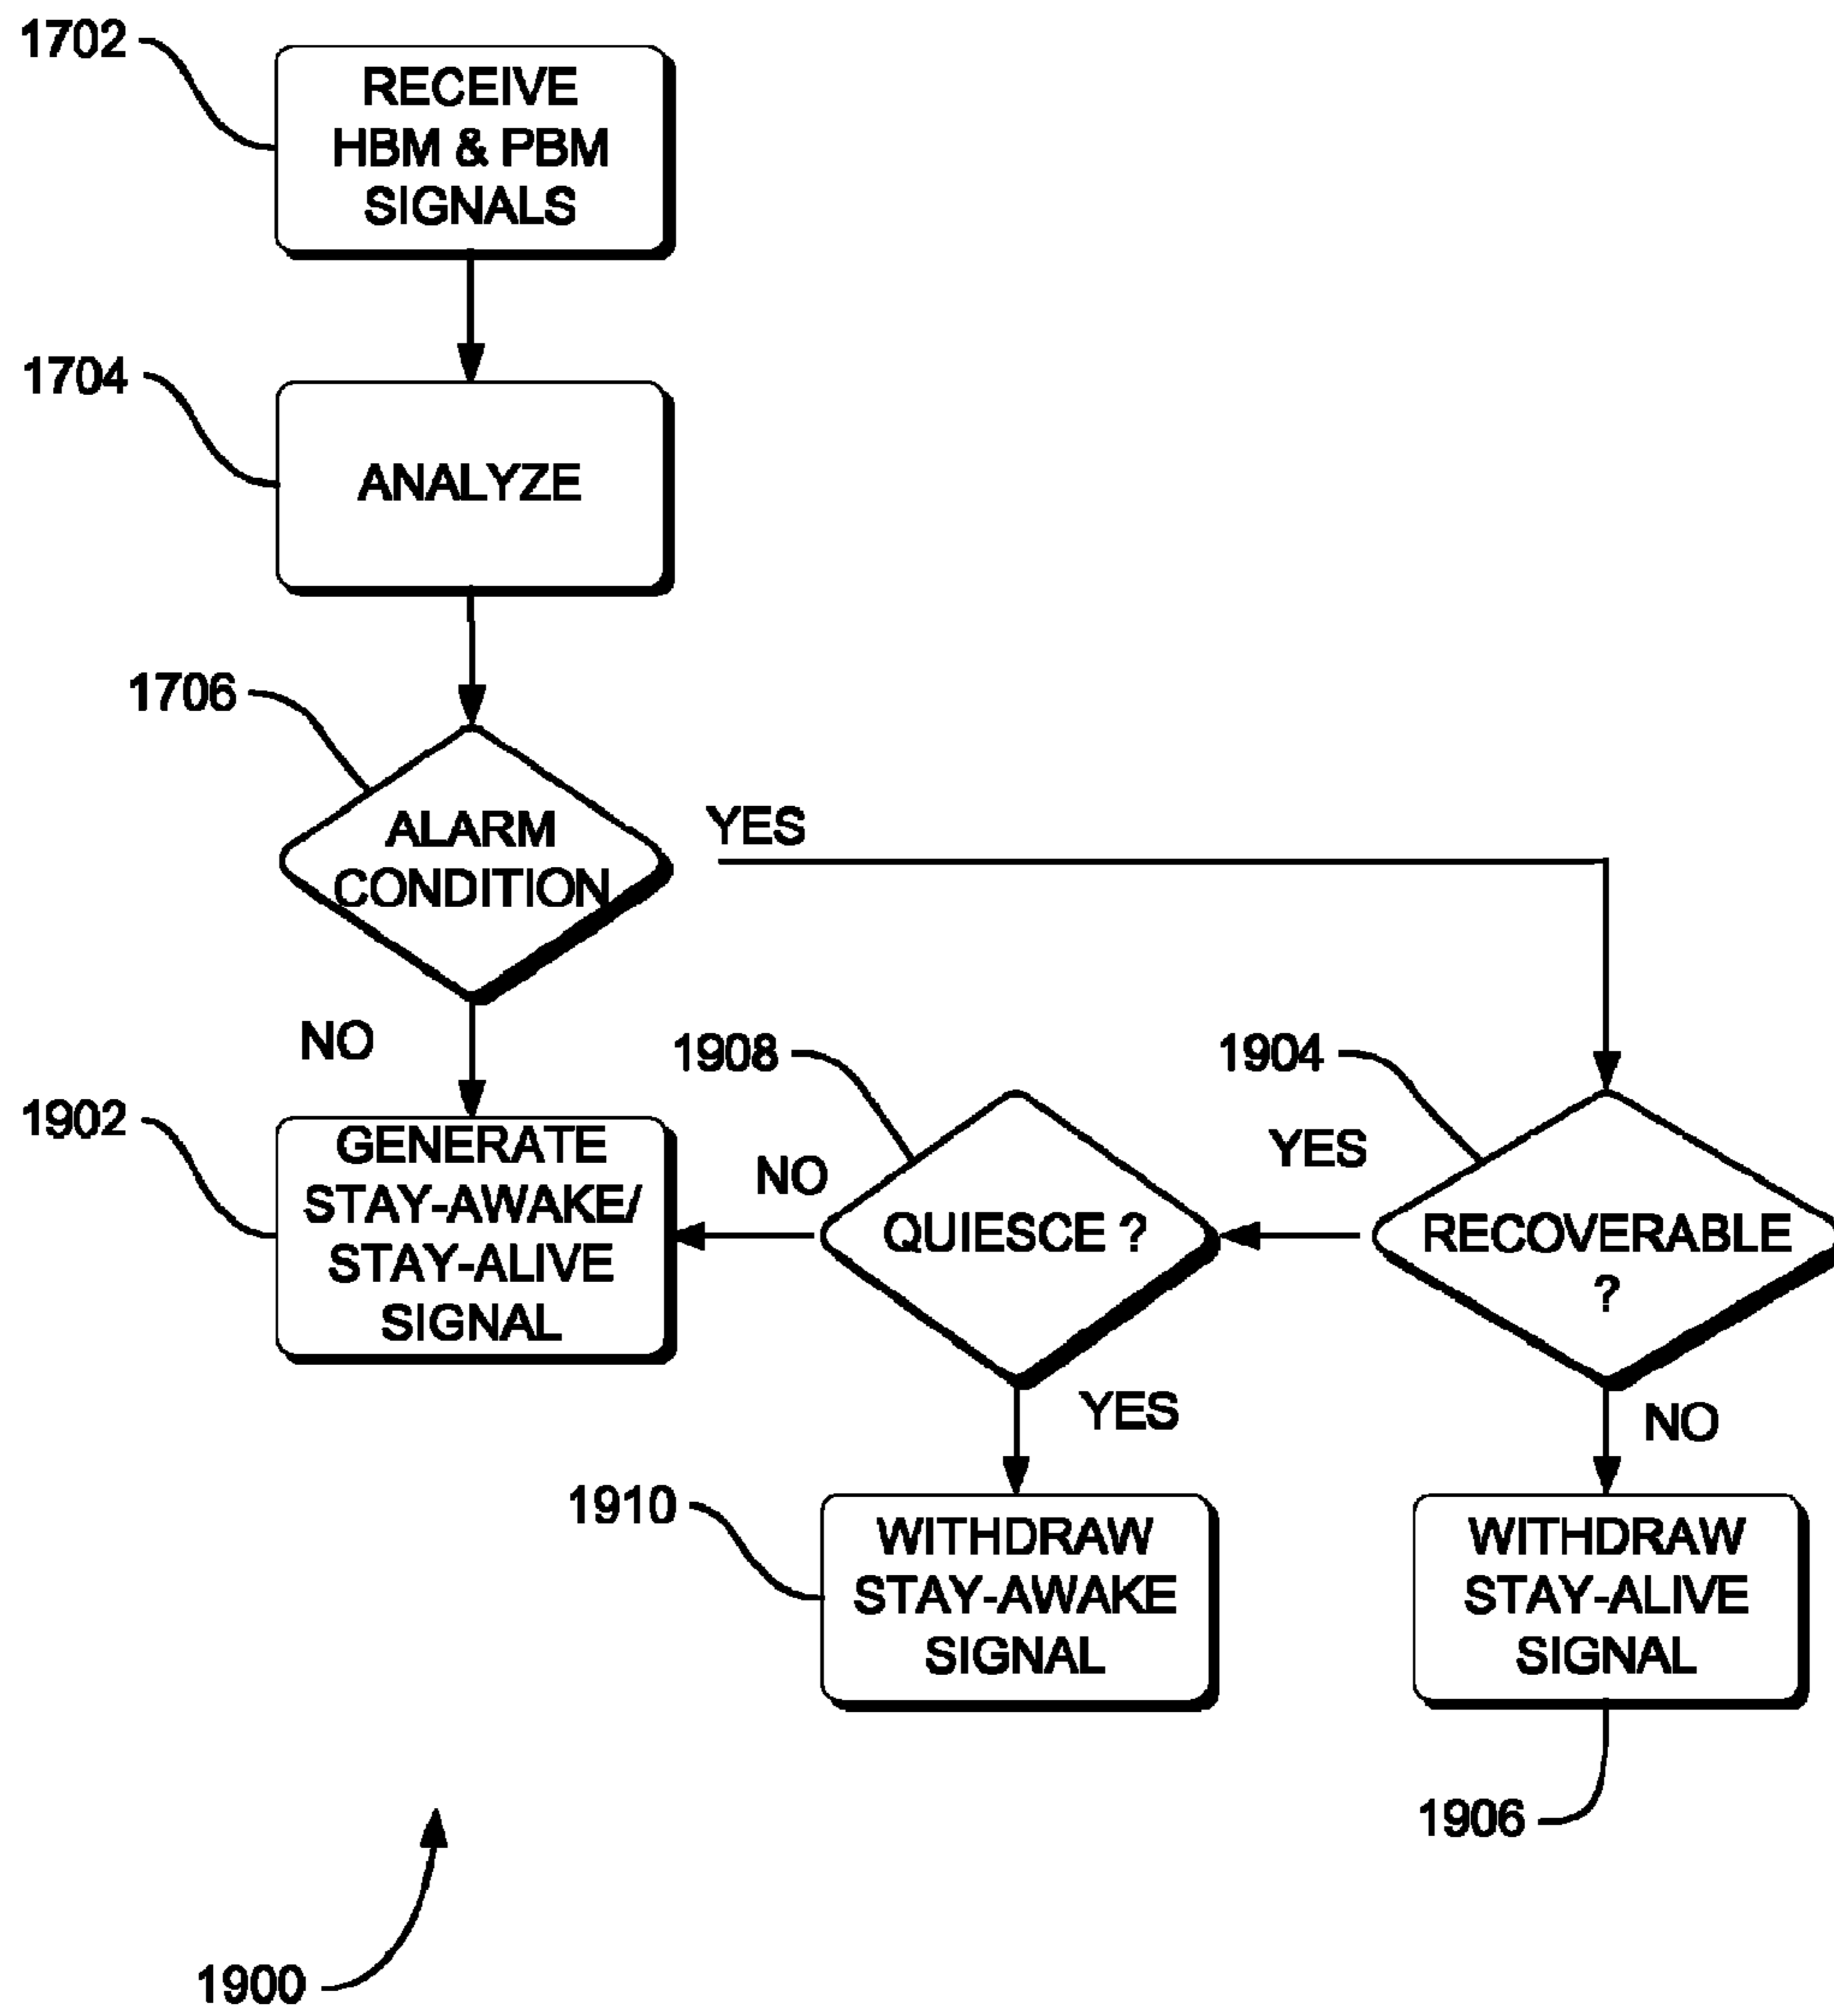 1702
RECEIVE
HBM & PBM
SIGNALS
1704
ANALYZE
1706
ALARM
CONDITION
YES
NO
1902
GENERATE
STAY-AWAKE/
STAY-ALIVE
SIGNAL
1908
NO
QUIESCE ?
YES
1904
YES
RECOVERABLE
?
NO
1910
WITHDRAW
STAY-AWAKE
SIGNAL
WITHDRAW
STAY-ALIVE
SIGNAL
1906
1900